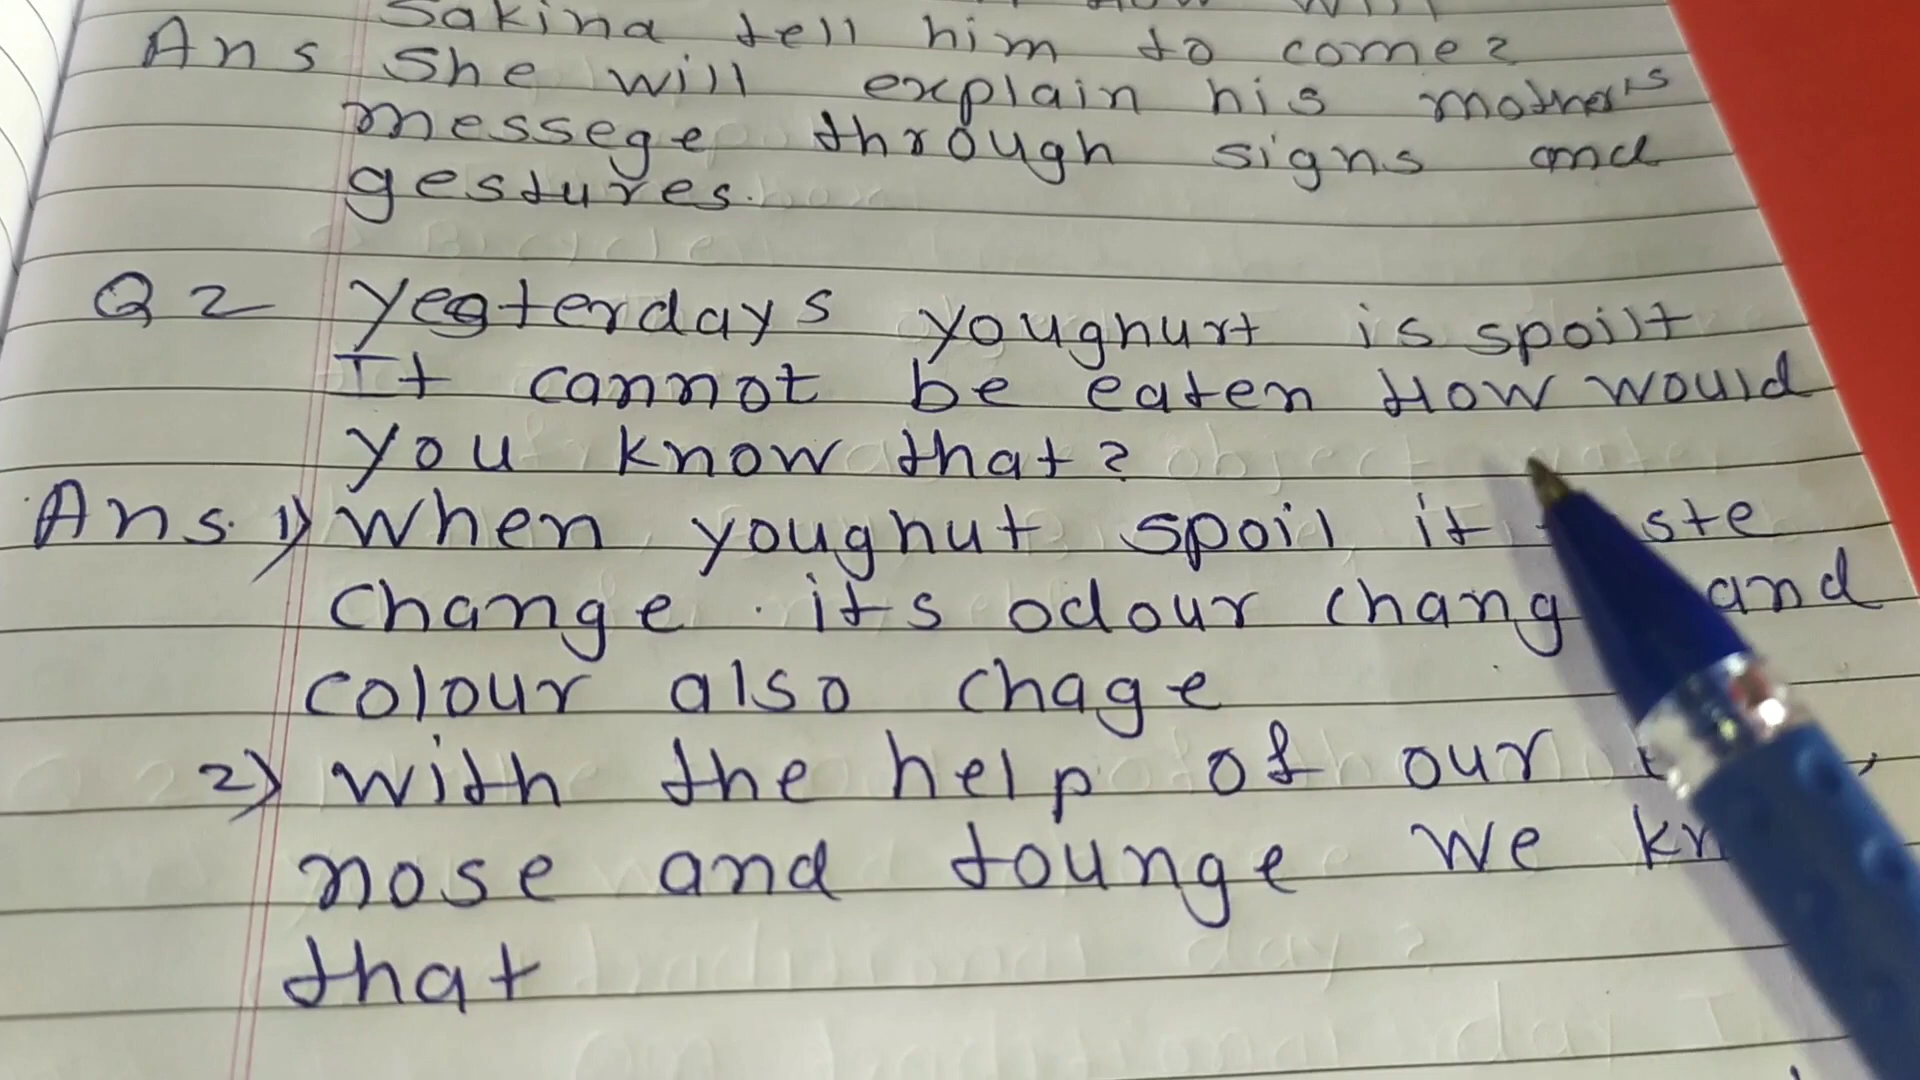 Sakina tell him to come?
Ans She will explain his mother's
messege through signs and
gestures.
Q2 Yesterdays youghurt is spoilt
It cannot be eaten How would
you know that?
Ans. 1) When youghut spoil it
change. its odour and
colour also chage
2) With the help of our
nose and tounge we
that